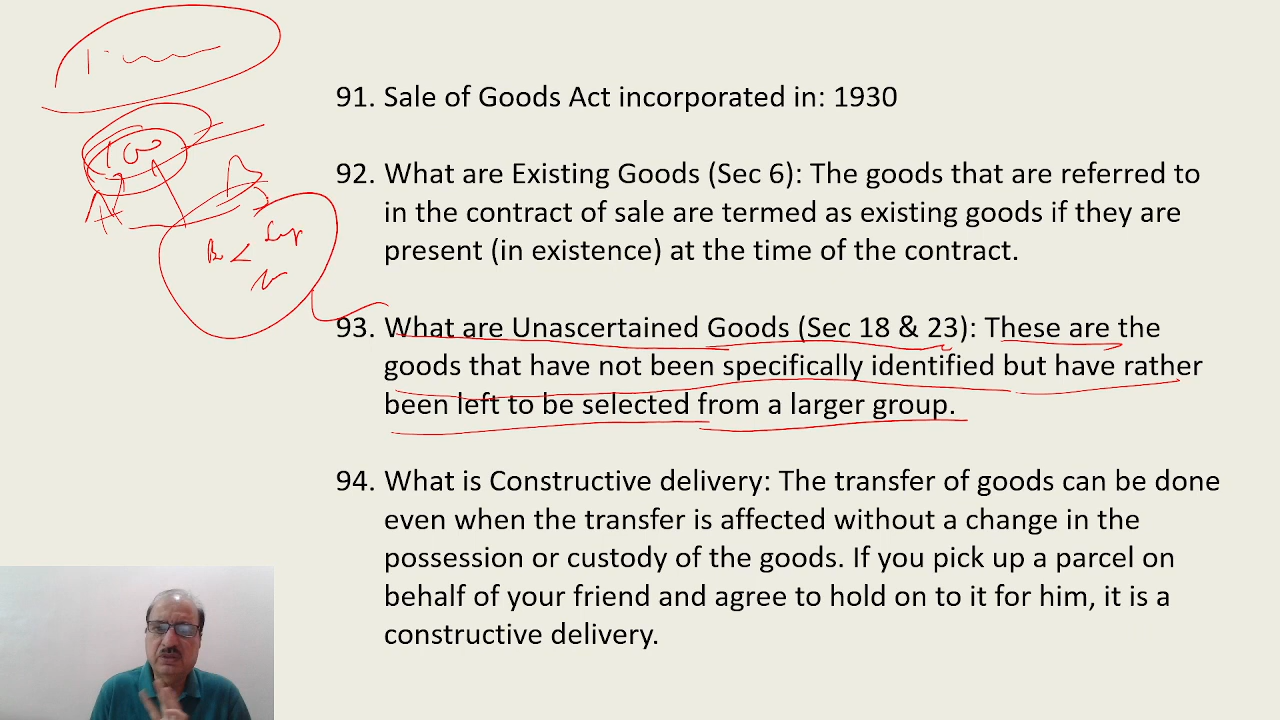 91. Sale of Goods Act incorporated in: 1930
92. What are Existing Goods (Sec 6): The goods that are referred to
in the contract of sale are termed as existing goods if they are
present (in existence) at the time of the contract.
93. What are Unascertained Goods (Sec 18 & 23): These are the
goods that have not been specifically identified but have rather
been left to be selected from a larger group.
94. What is Constructive delivery: The transfer of goods can be done
even when the transfer is affected without a change in the
possession or custody of the goods. If you pick up a parcel on
behalf of your friend and agree to hold on to it for him, it is a
constructive delivery.